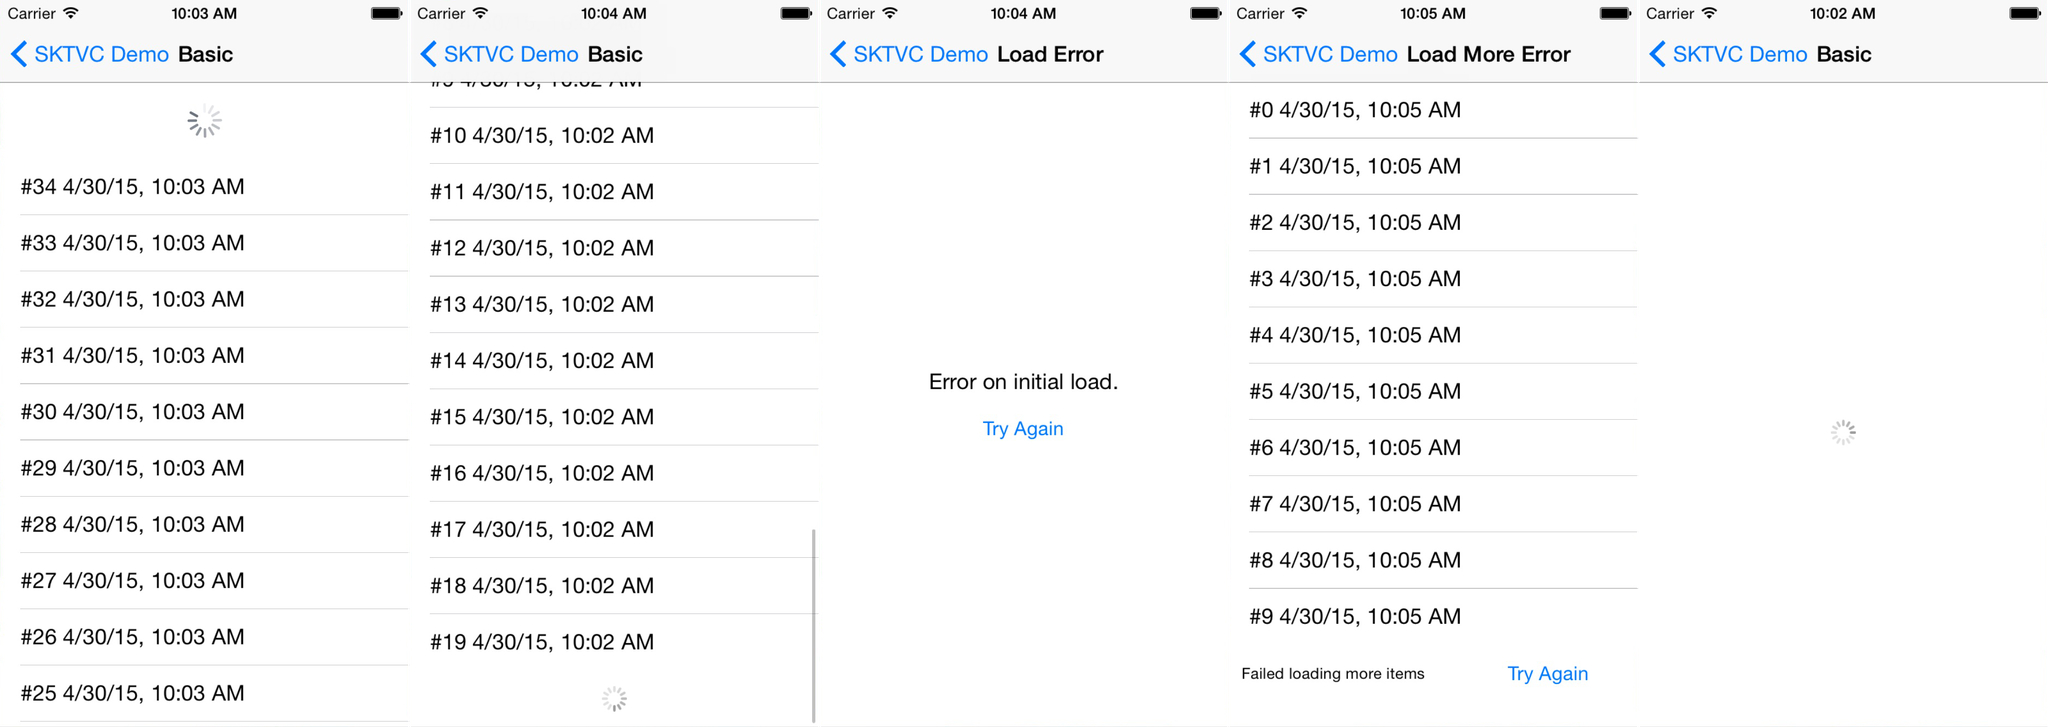 Carrier 10:03 AM
SKTVC Demo Basic
#34 4/30/15, 10:03 AM
#33 4/30/15, 10:03 AM
#32 4/30/15, 10:03 AM
#31 4/30/15, 10:03 AM
#30 4/30/15, 10:03 AM
#29 4/30/15, 10:03 AM
#28 4/30/15, 10:03 AM
#27 4/30/15, 10:03 AM
#26 4/30/15, 10:03 AM
#25 4/30/15, 10:03 AM
Carrier 10:04 AM
SKTVC Demo Basic
#9 4/30/15, 10:02 AM
#10 4/30/15, 10:02 AM
#11 4/30/15, 10:02 AM
#12 4/30/15, 10:02 AM
#13 4/30/15, 10:02 AM
#14 4/30/15, 10:02 AM
#15 4/30/15, 10:02 AM
#16 4/30/15, 10:02 AM
#17 4/30/15, 10:02 AM
#18 4/30/15, 10:02 AM
#19 4/30/15, 10:02 AM
Carrier 10:04 AM
SKTVC Demo Load Error
Error on initial load.
Try Again
Carrier 10:05 AM
SKTVC Demo Load More Error
#0 4/30/15, 10:05 AM
#1 4/30/15, 10:05 AM
#2 4/30/15, 10:05 AM
#3 4/30/15, 10:05 AM
#4 4/30/15, 10:05 AM
#5 4/30/15, 10:05 AM
#6 4/30/15, 10:05 AM
#7 4/30/15, 10:05 AM
#8 4/30/15, 10:05 AM
#9 4/30/15, 10:05 AM
Failed loading more items Try Again
Carrier 10:02 AM
SKTVC Demo Basic